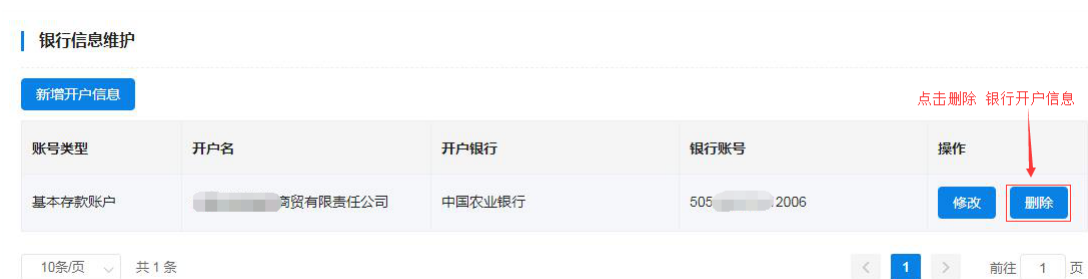 银行信息维护
新增开户信息
点击删除 银行开户信息
账号类型 开户名 开户银行 银行账号 操作
基本存款账户 商贸有限责任公司 中国农业银行 505 2006 修改 删除
10条/页 共1条 < 1 > 前往 1 页